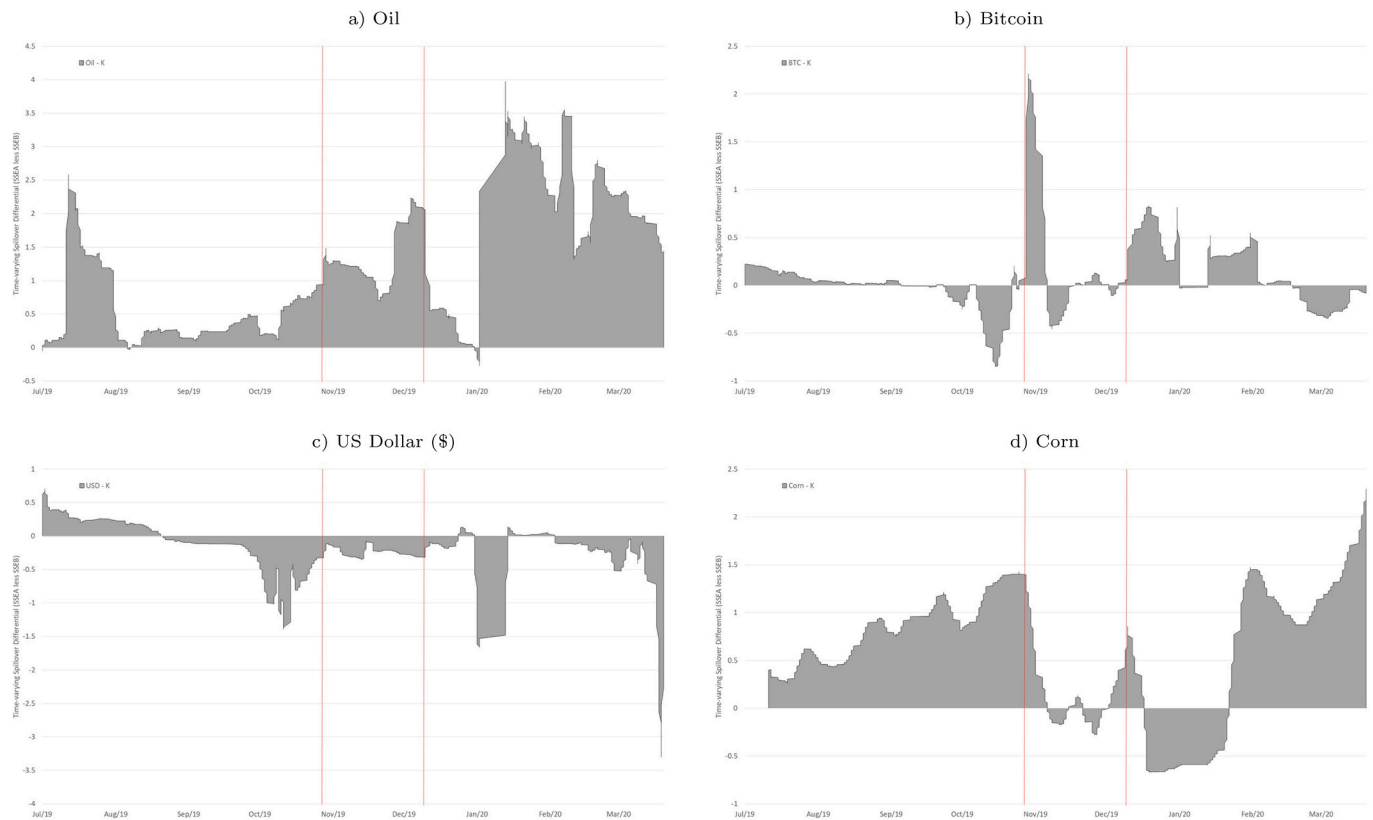 a) Oil
4.5
4
3.5
3
2.5
2
1.5
1
0.5
0
-0.5
Oil - K
Time-varying Spillover Differential (SSEA less SSEB)
Jul/19 Aug/19 Sep/19 Oct/19 Nov/19 Dec/19 Jan/20 Feb/20 Mar/20
b) Bitcoin
2.5
2
1.5
1
0.5
0
-0.5
-1
BTC - K
Time-varying Spillover Differential (SSEA less SSEB)
Jul/19 Aug/19 Sep/19 Oct/19 Nov/19 Dec/19 Jan/20 Feb/20 Mar/20
c) US Dollar ($)
1
0.5
0
-0.5
-1
-1.5
-2
-2.5
-3
-3.5
-4
USD - K
Time-varying Spillover Differential (SSEA less SSEB)
Jul/19 Aug/19 Sep/19 Oct/19 Nov/19 Dec/19 Jan/20 Feb/20 Mar/20
d) Corn
2.5
2
1.5
1
0.5
0
-0.5
-1
Corn - K
Time-varying Spillover Differential (SSEA less SSEB)
Jul/19 Aug/19 Sep/19 Oct/19 Nov/19 Dec/19 Jan/20 Feb/20 Mar/20